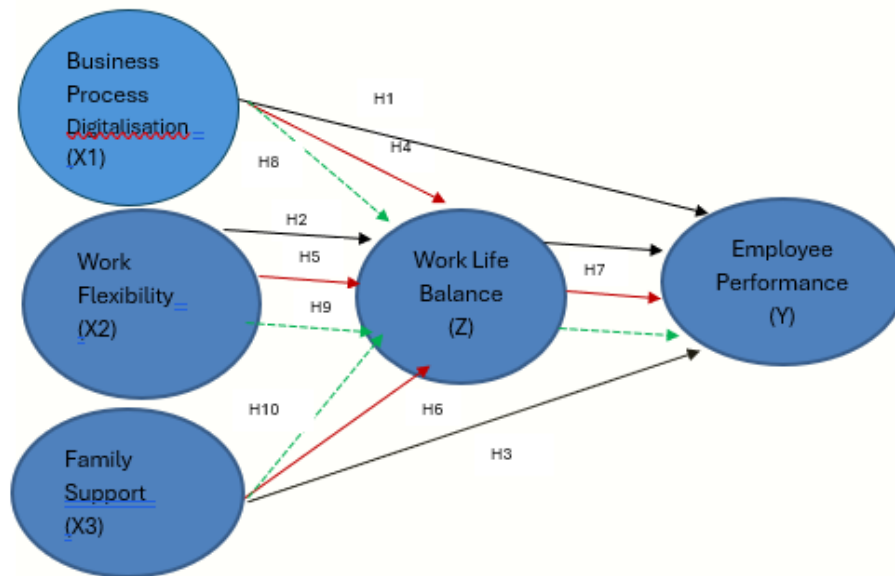 Business
Process
Digitalisation
(X1)
H1
H4
H8
Work
Flexibility
(X2)
H2
H5
H9
Work Life
Balance
(Z)
H7
Employee
Performance
(Y)
H10
H6
H3
Family
Support
(X3)